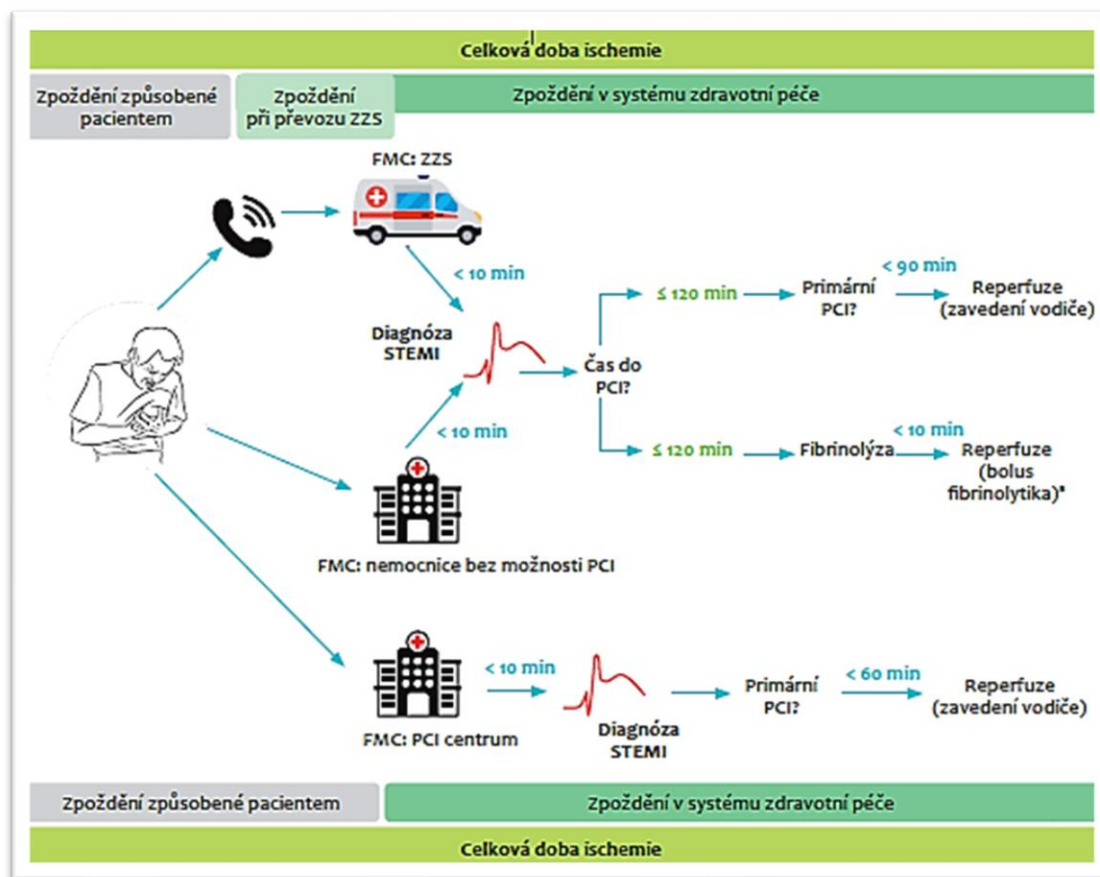 Celková doba ischemie
Zpoždění způsobené
pacientem
Zpoždění
při převozu ZZS
Zpoždění v systému zdravotní péče
FMC: ZZS
< 10 min
Diagnóza
STEMI
< 10 min
Čas do
PCI?
≤ 120 min
Primární
PCI?
< 90 min
Reperfuze
(zavedení vodiče)
≤ 120 min
Fibrinolýza
< 10 min
Reperfuze
(bolus
fibrinolytika)ª
FMC: nemocnice bez možnosti PCI
FMC: PCI centrum
< 10 min
Diagnóza
STEMI
Primární
PCI?
< 60 min
Reperfuze
(zavedení vodiče)
Zpoždění způsobené pacientem
Zpoždění v systému zdravotní péče
Celková doba ischemie